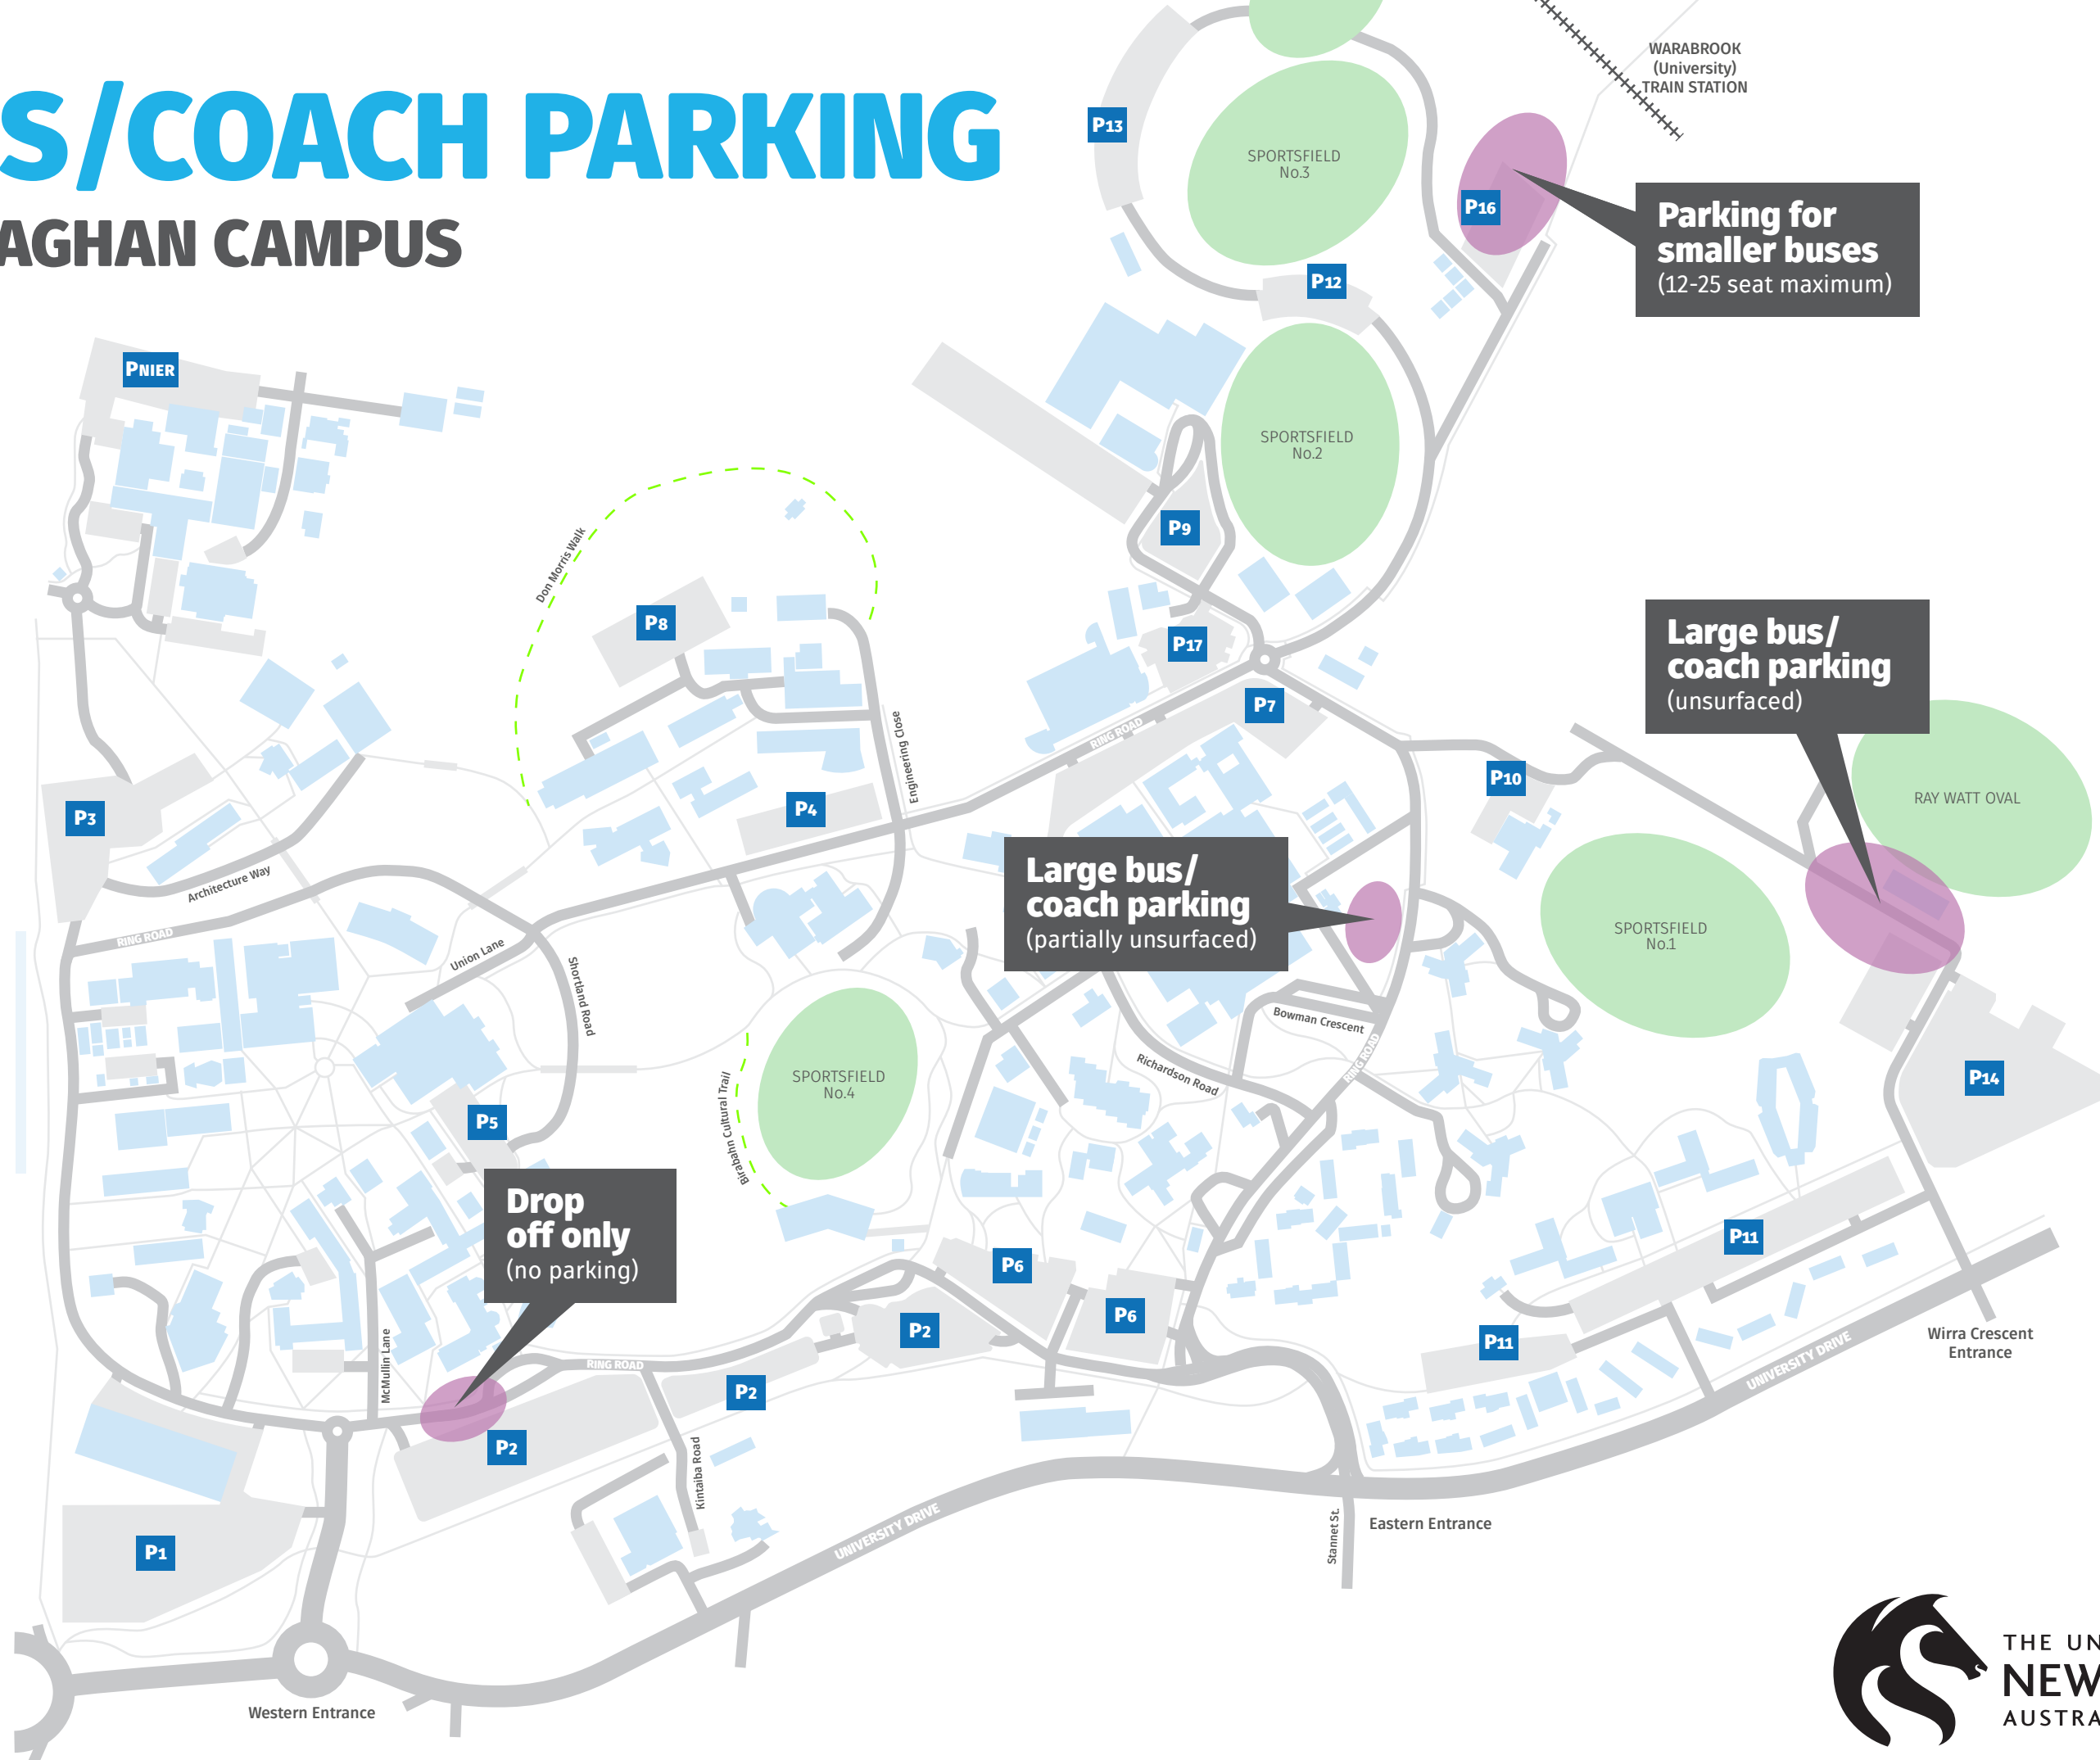 S/COACH PARKING
AGHAN CAMPUS
WARABROOK
(University)
TRAIN STATION
P13
SPORTSFIELD
No.3
P16
Parking for
smaller buses
(12-25 seat maximum)
P12
PNIER
SPORTSFIELD
No.2
P9
Don Morris Walk
P8
P17
P7
RING ROAD
Large bus/
coach parking
(unsurfaced)
Engineering Close
P10
P3
P4
RAY WATT OVAL
Architecture Way
Large bus/
coach parking
(partially unsurfaced)
RING ROAD
Union Lane
Shortland Road
SPORTSFIELD
No.1
Bowman Crescent
RING ROAD
Richardson Road
SPORTSFIELD
No.4
Birabahn Cultural Trail
P14
P5
Drop
off only
(no parking)
P6
P11
P6
P2
P11
McMullin Lane
RING ROAD
P2
P2
Kintaiba Road
UNIVERSITY DRIVE
Wirra Crescent
Entrance
P1
UNIVERSITY DRIVE
Stannet St.
Eastern Entrance
Western Entrance
THE UN
NEW
AUSTRA